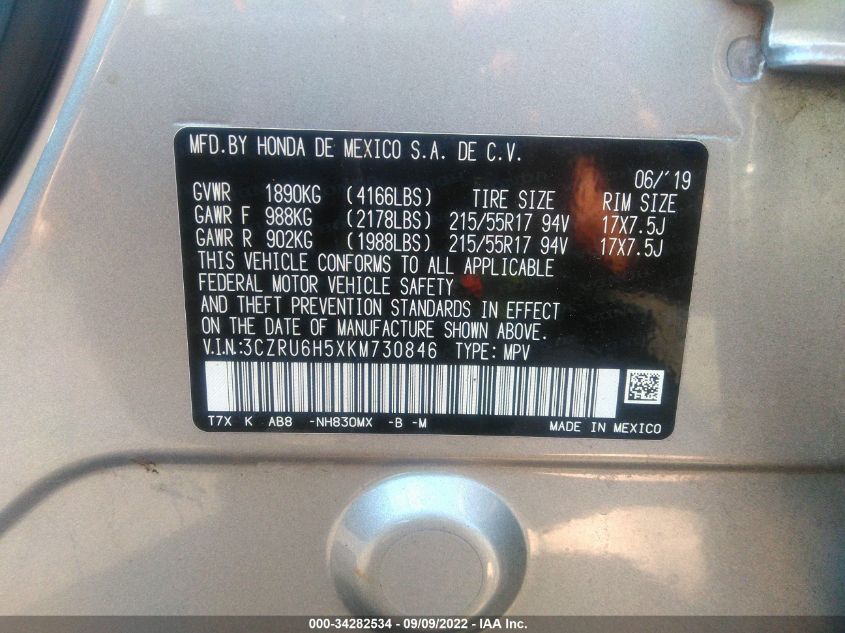 MFD.BY HONDA DE MEXICO S.A. DE C.V.
06/'19
GVWR 1890KG (4166LBS) TIRE SIZE RIM SIZE
GAWR F 988KG (2178LBS) 215/55R17 94V 17X7.5J
GAWR R 902KG (1988LBS) 215/55R17 94V 17X7.5J
THIS VEHICLE CONFORMS TO ALL APPLICABLE
FEDERAL MOTOR VEHICLE SAFETY
AND THEFT PREVENTION STANDARDS IN EFFECT
ON THE DATE OF MANUFACTURE SHOWN ABOVE.
V.I.N.:3CZRU6H5XKM730846 TYPE: MPV
T7X K AB8 -NH830MX -B -M MADE IN MEXICO
000-34282534 - 09/09/2022 - IAA Inc.